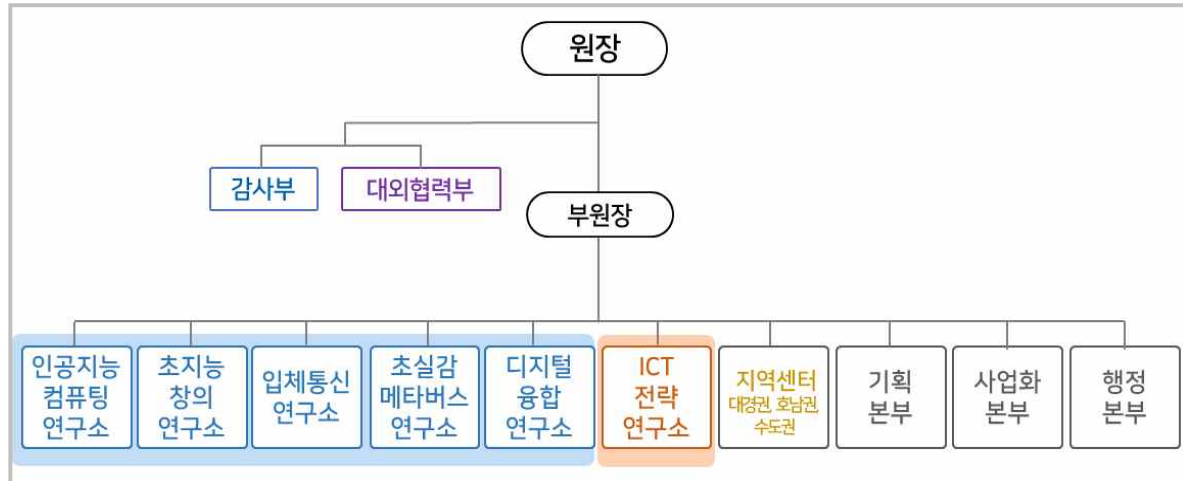 원장
감사부
대외협력부
부원장
인공지능
컴퓨팅
연구소
초지능
창의
연구소
입체통신
연구소
초실감
메타버스
연구소
디지털
융합
연구소
ICT
전략
연구소
지역센터
대경권, 호남권,
수도권
기획
본부
사업화
본부
행정
본부